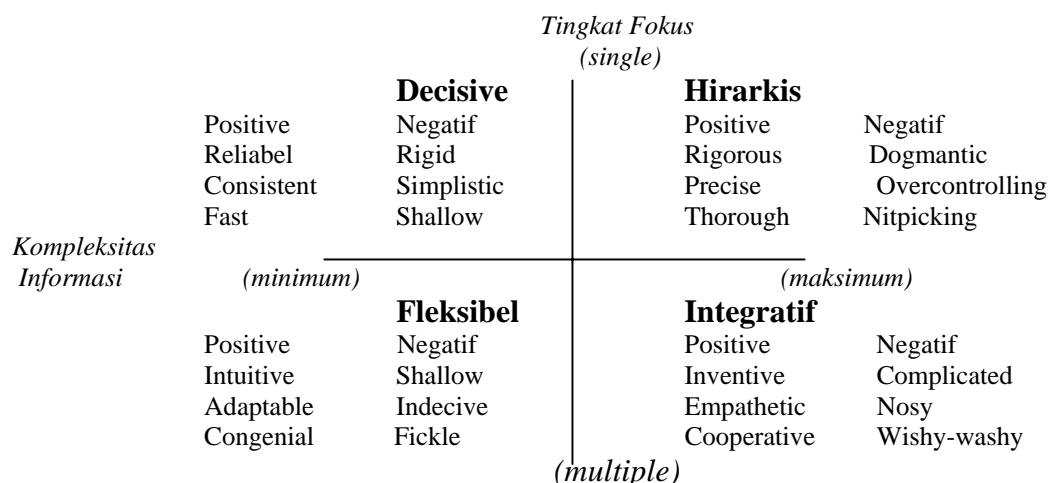 Tingkat Fokus
(single)
Decisive Hirarkis
Positive Negatif Positive Negatif
Reliabel Rigid Rigorous Dogmantic
Consistent Simplistic Precise Overcontrolling
Fast Shallow Thorough Nitpicking
Kompleksitas
Informasi (minimum) (maksimum)
Fleksibel Integratif
Positive Negatif Positive Negatif
Intuitive Shallow Inventive Complicated
Adaptable Indecive Empathetic Nosy
Congenial Fickle Cooperative Wishy-washy
(multiple)